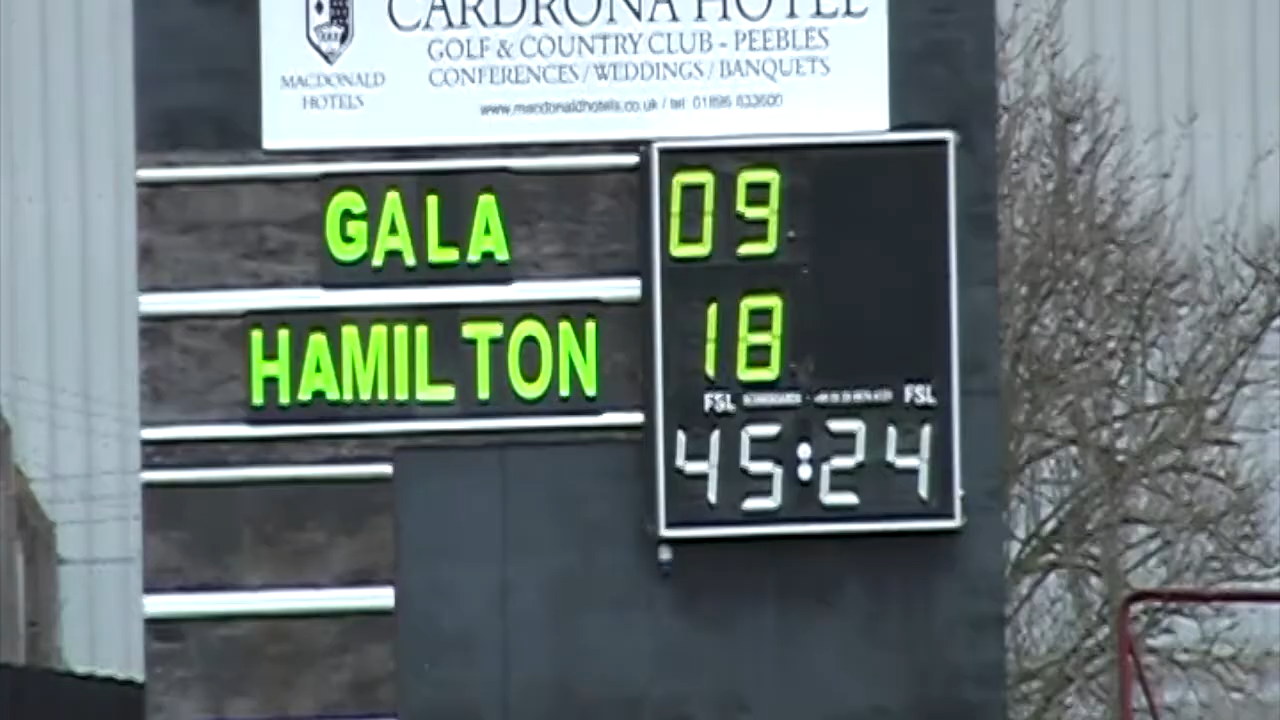 CARDRONA HOTEL
GOLF & COUNTRY CLUB - PEEBLES
CONFERENCES / WEDDINGS / BANQUETS
MACDONALD
HOTELS
www.macdonaldhotels.co.uk / tel: 01896 833600
GALA 09
HAMILTON 18
FSL SCOREBOARDS FSL
45:24